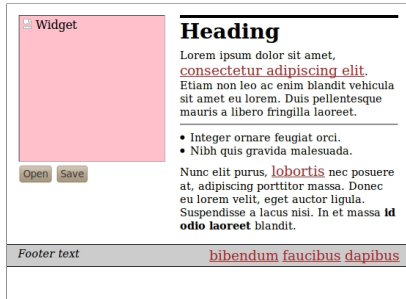 Widget
Open Save
Heading
Lorem ipsum dolor sit amet,
consectetur adipiscing elit.
Etiam non leo ac enim blandit vehicula
sit amet eu lorem. Duis pellentesque
mauris a libero fringilla laoreet.
• Integer ornare feugiat orci.
• Nibh quis gravida malesuada.
Nunc elit purus, lobortis nec posuere
at, adipiscing porttitor massa. Donec
eu lorem velit, eget auctor ligula.
Suspendisse a lacus nisi. In et massa id
odio laoreet blandit.
Footer text
bibendum faucibus dapibus